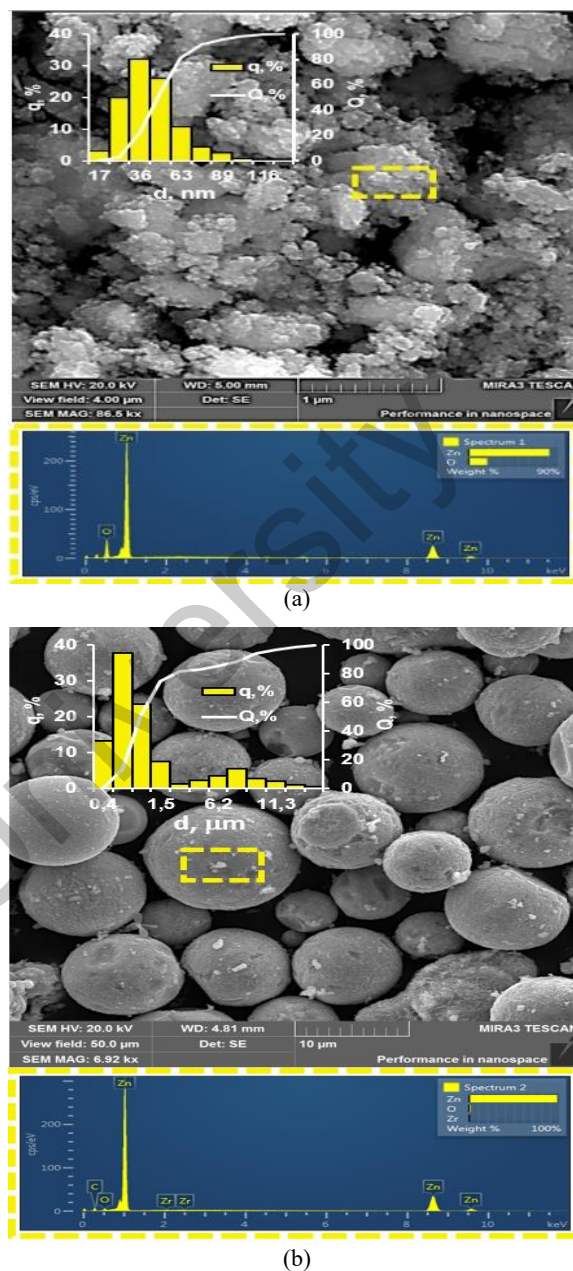 40
30
20
10
0
q, %
100
80
60
40
20
0
Q, %
q, %
Q, %
17 36 63 89 116
d, nm
SEM HV: 20.0 kV WD: 5.00 mm MIRA3 TESCAN
View field: 4.00 µm Det: SE 1 µm
SEM MAG: 86.5 kx Performance in nanospace
cps/eV
200
100
0
Zn
O
Zn
Zn
Spectrum 1
Zn
O
Weight % 90%
0 2 4 6 8 10 keV
(a)
40
30
20
10
0
q, %
100
80
60
40
20
0
Q, %
q,%
Q,%
0,4 1,5 6,2 11,3
d, µm
SEM HV: 20.0 kV WD: 4.81 mm MIRA3 TESCAN
View field: 50.0 µm Det: SE 10 µm
SEM MAG: 6.92 kx Performance in nanospace
cps/eV
200
100
0
Zn
C
O
Zr
Zr
Zn
Zn
Spectrum 2
Zn
O
Zr
Weight % 100%
0 2 4 6 8 10 keV
(b)